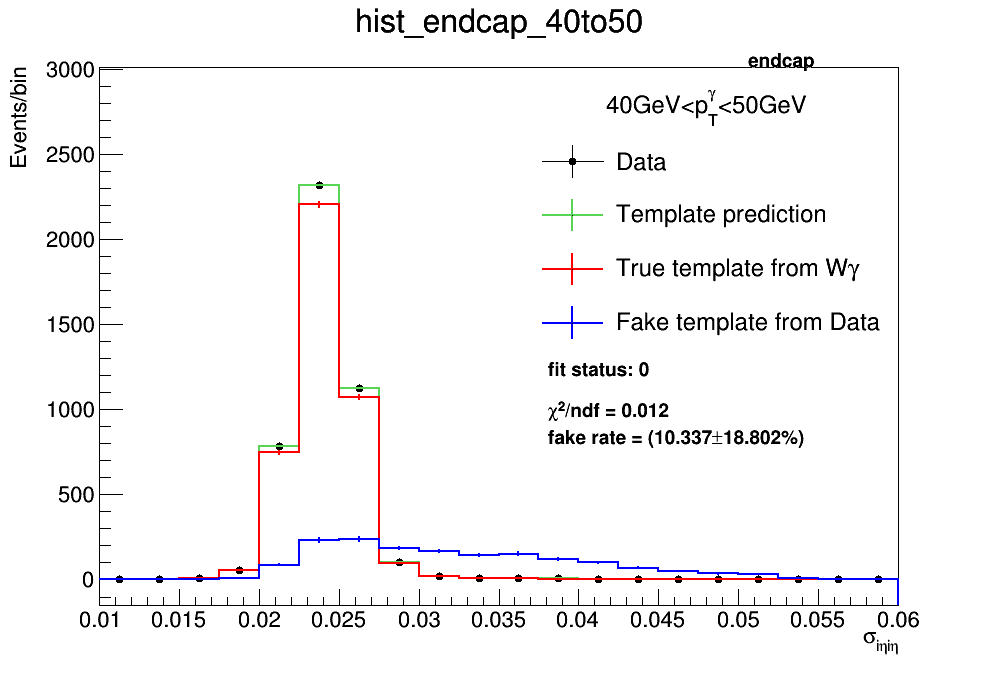 hist_endcap_40to50
Events/bin
endcap
40GeV<p_T^γ<50GeV
Data
Template prediction
True template from Wγ
Fake template from Data
fit status: 0
χ²/ndf = 0.012
fake rate = (10.337±18.802%)
3000
2500
2000
1500
1000
500
0
0.01 0.015 0.02 0.025 0.03 0.035 0.04 0.045 0.05 0.055 0.06
σ_iηiη